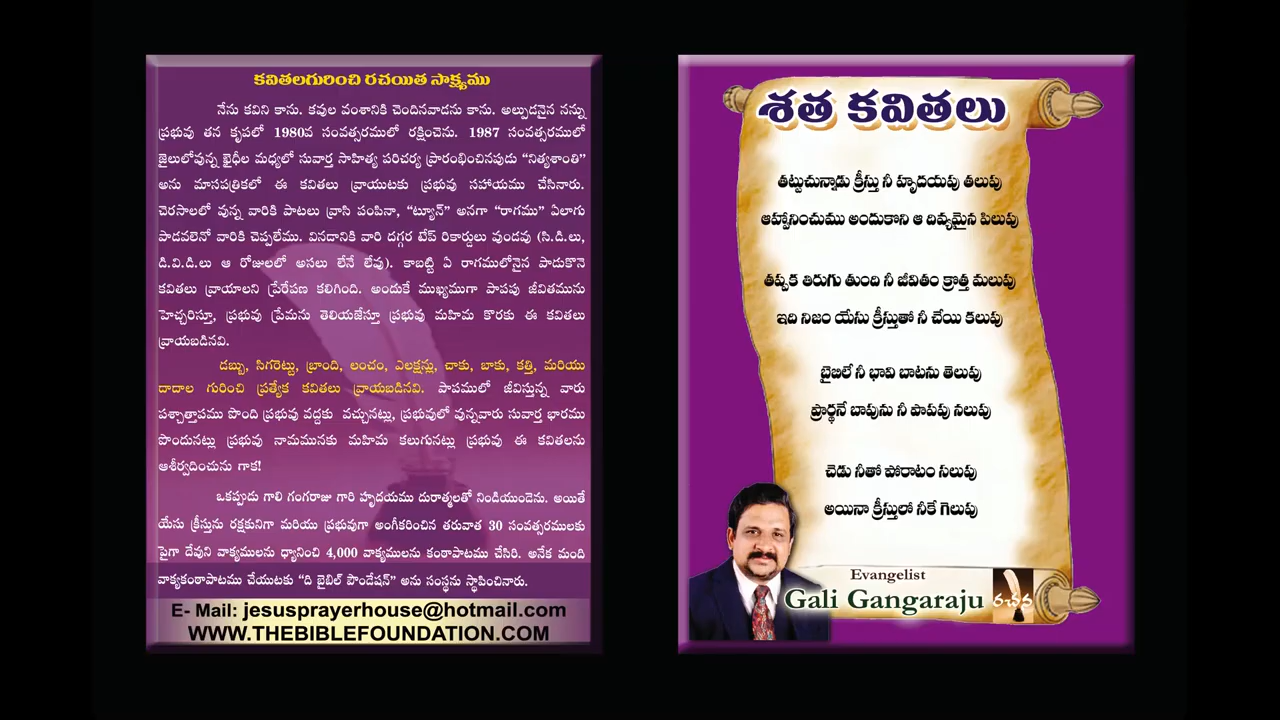 కవితలగురించి రచయిత సాక్ష్యము
నేను కవిని కాను. కవుల వంశానికి చెందినవాడను కాను. అల్పుడనైన నన్ను
ప్రభువు తన కృపలో 1980వ సంవత్సరములో రక్షించెను. 1987 సంవత్సరములో
జైలులోవున్న ఖైధీల మధ్యలో సువార్త సాహిత్య పరిచర్య ప్రారంభించినపుడు “నిత్యశాంతి”
అను మాసపత్రికలో ఈ కవితలు వ్రాయుటకు ప్రభువు సహాయము చేసినారు.
చెరసాలలో వున్న వారికి పాటలు వ్రాసి పంపినా, “ట్యూన్” అనగా “రాగము” ఏలాగు
పాడవలెనో వారికి చెప్పలేము. వినడానికి వారి దగ్గర టేప్ రికార్డులు వుండవు (సి.డి.లు,
డి.వి.డి.లు ఆ రోజులలో అసలు లేనే లేవు). కాబట్టి ఏ రాగములోనైన పాడుకొనె
కవితలు వ్రాయాలని ప్రేరేపణ కలిగింది. అందుకే ముఖ్యముగా పాపపు జీవితమును
హెచ్చరిస్తూ, ప్రభువు ప్రేమను తెలియజేస్తూ ప్రభువు మహిమ కొరకు ఈ కవితలు
వ్రాయబడినవి.
డబ్బు, సిగరెట్టు, బ్రాంది, లంచం, ఎలక్షన్లు, చాకు, బాకు, కత్తి, మరియు
దాదాల గురించి ప్రత్యేక కవితలు వ్రాయబడినవి. పాపములో జీవిస్తున్న వారు
పశ్చాత్తాపము పొంది ప్రభువు వద్దకు వచ్చునట్లు, ప్రభువులో వున్నవారు సువార్త భారము
పొందునట్లు ప్రభువు నామమునకు మహిమ కలుగునట్లు ప్రభువు ఈ కవితలను
ఆశీర్వదించును గాక!
ఒకప్పుడు గాలి గంగరాజు గారి హృదయము దురాత్మలతో నిండియుండెను. అయితే
యేసు క్రీస్తును రక్షకునిగా మరియు ప్రభువుగా అంగీకరించిన తరువాత 30 సంవత్సరములకు
పైగా దేవుని వాక్యములను ధ్యానించి 4,000 వాక్యములను కంఠాపాటము చేసిరి. అనేక మంది
వాక్యకంఠాపాటము చేయుటకు “ది బైబిల్ పౌండేషన్” అను సంస్థను స్థాపించినారు.
E- Mail: jesusprayerhouse@hotmail.com
WWW.THEBIBLEFOUNDATION.COM
శత కవితలు
తట్టుచున్నాడు క్రీస్తు నీ హృదయపు తలుపు
ఆహ్వానించుము అందుకొని ఆ దివ్యమైన పిలుపు
తప్పక తిరుగు తుంది నీ జీవితం క్రొత్త మలుపు
ఇది నిజం యేసు క్రీస్తుతో నీ చేయి కలుపు
బైబిలే నీ భావి బాటను తెలుపు
ప్రార్థనే బాపును నీ పాపపు నలుపు
చెడు నీతో పోరాటం సలుపు
అయినా క్రీస్తులో నీకే గెలుపు
Evangelist
Gali Gangaraju రచన